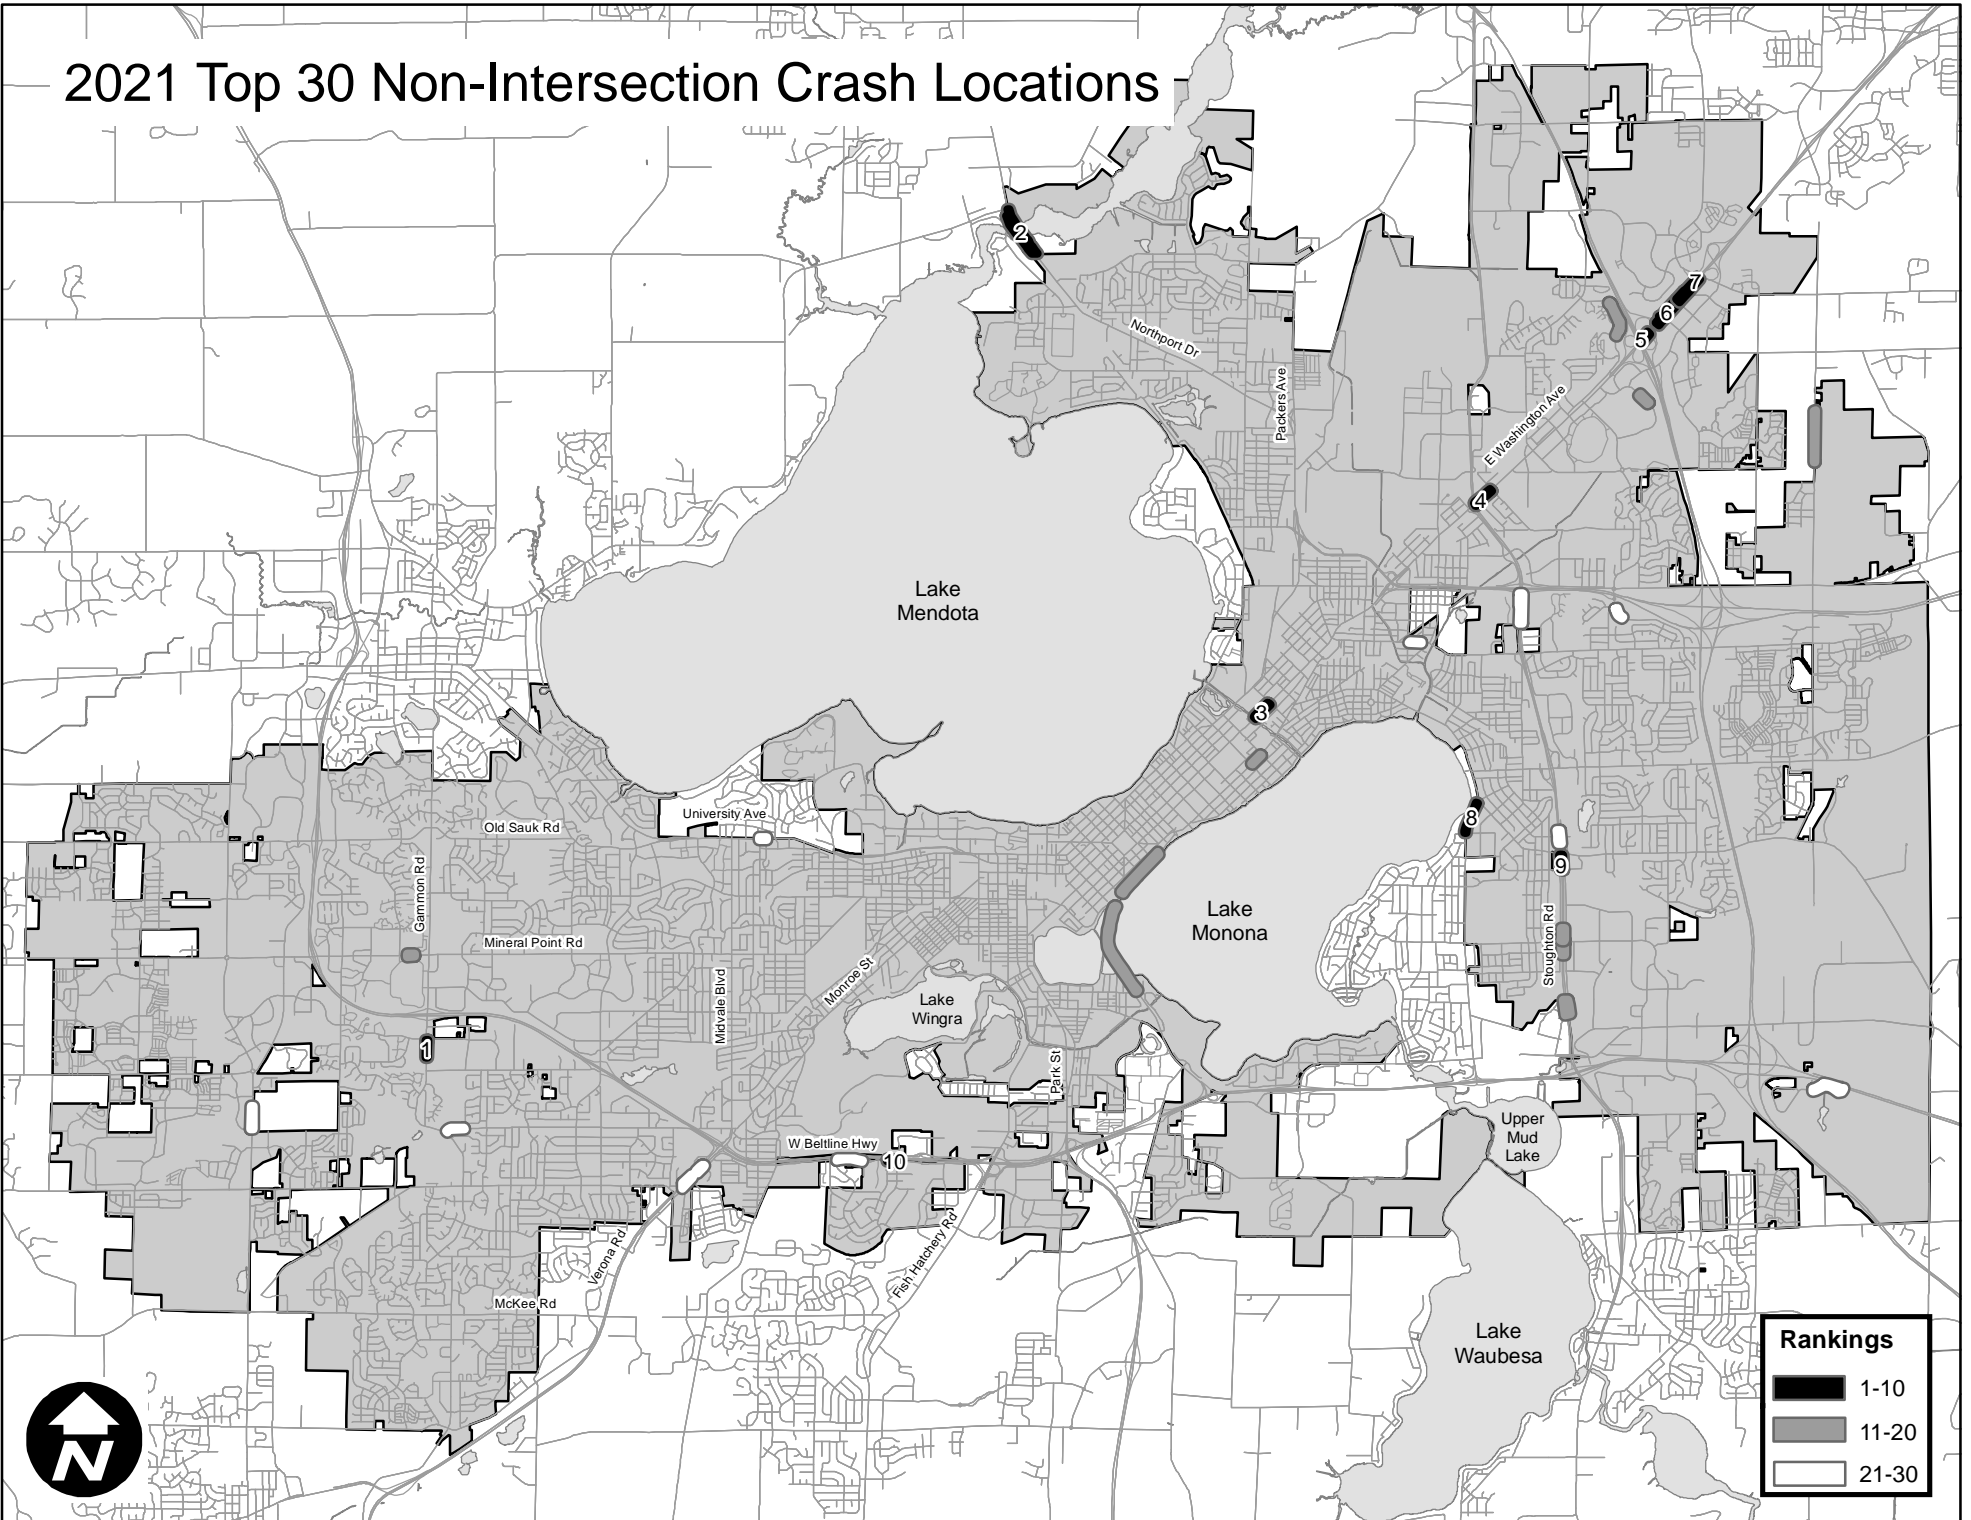 2021 Top 30 Non-Intersection Crash Locations
2
7
6
5
Northport Dr
Packers Ave
E Washington Ave
4
Lake
Mendota
3
University Ave
Old Sauk Rd
8
9
Gammon Rd
Lake
Monona
Mineral Point Rd
Stoughton Rd
Monroe St
Midvale Blvd
Lake
Wingra
1
Park St
Upper
Mud
Lake
W Beltline Hwy
10
Verona Rd
Fish Hatchery Rd
McKee Rd
Lake
Waubesa
Rankings
1-10
11-20
21-30
N